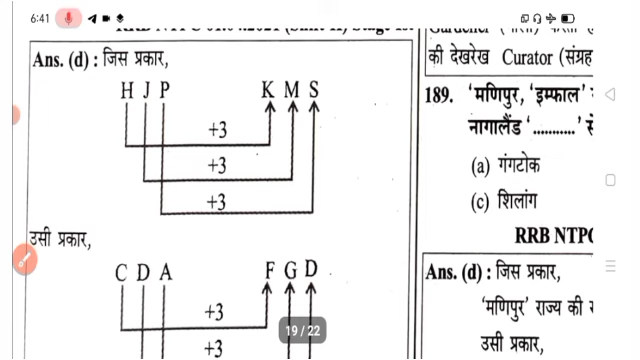 6:41
Ans. (d) : जिस प्रकार,
H J P K M S
+3
+3
+3
उसी प्रकार,
C D A F G D
+3
+3
19 / 22
की देखरेख Curator (संग्रह
189. 'मणिपुर, 'इम्फाल'
नागालैंड '...........'
(a) गंगटोक
(c) शिलांग
RRB NTP
Ans. (d) : जिस प्रकार,
'मणिपुर' राज्य की
उसी प्रकार,